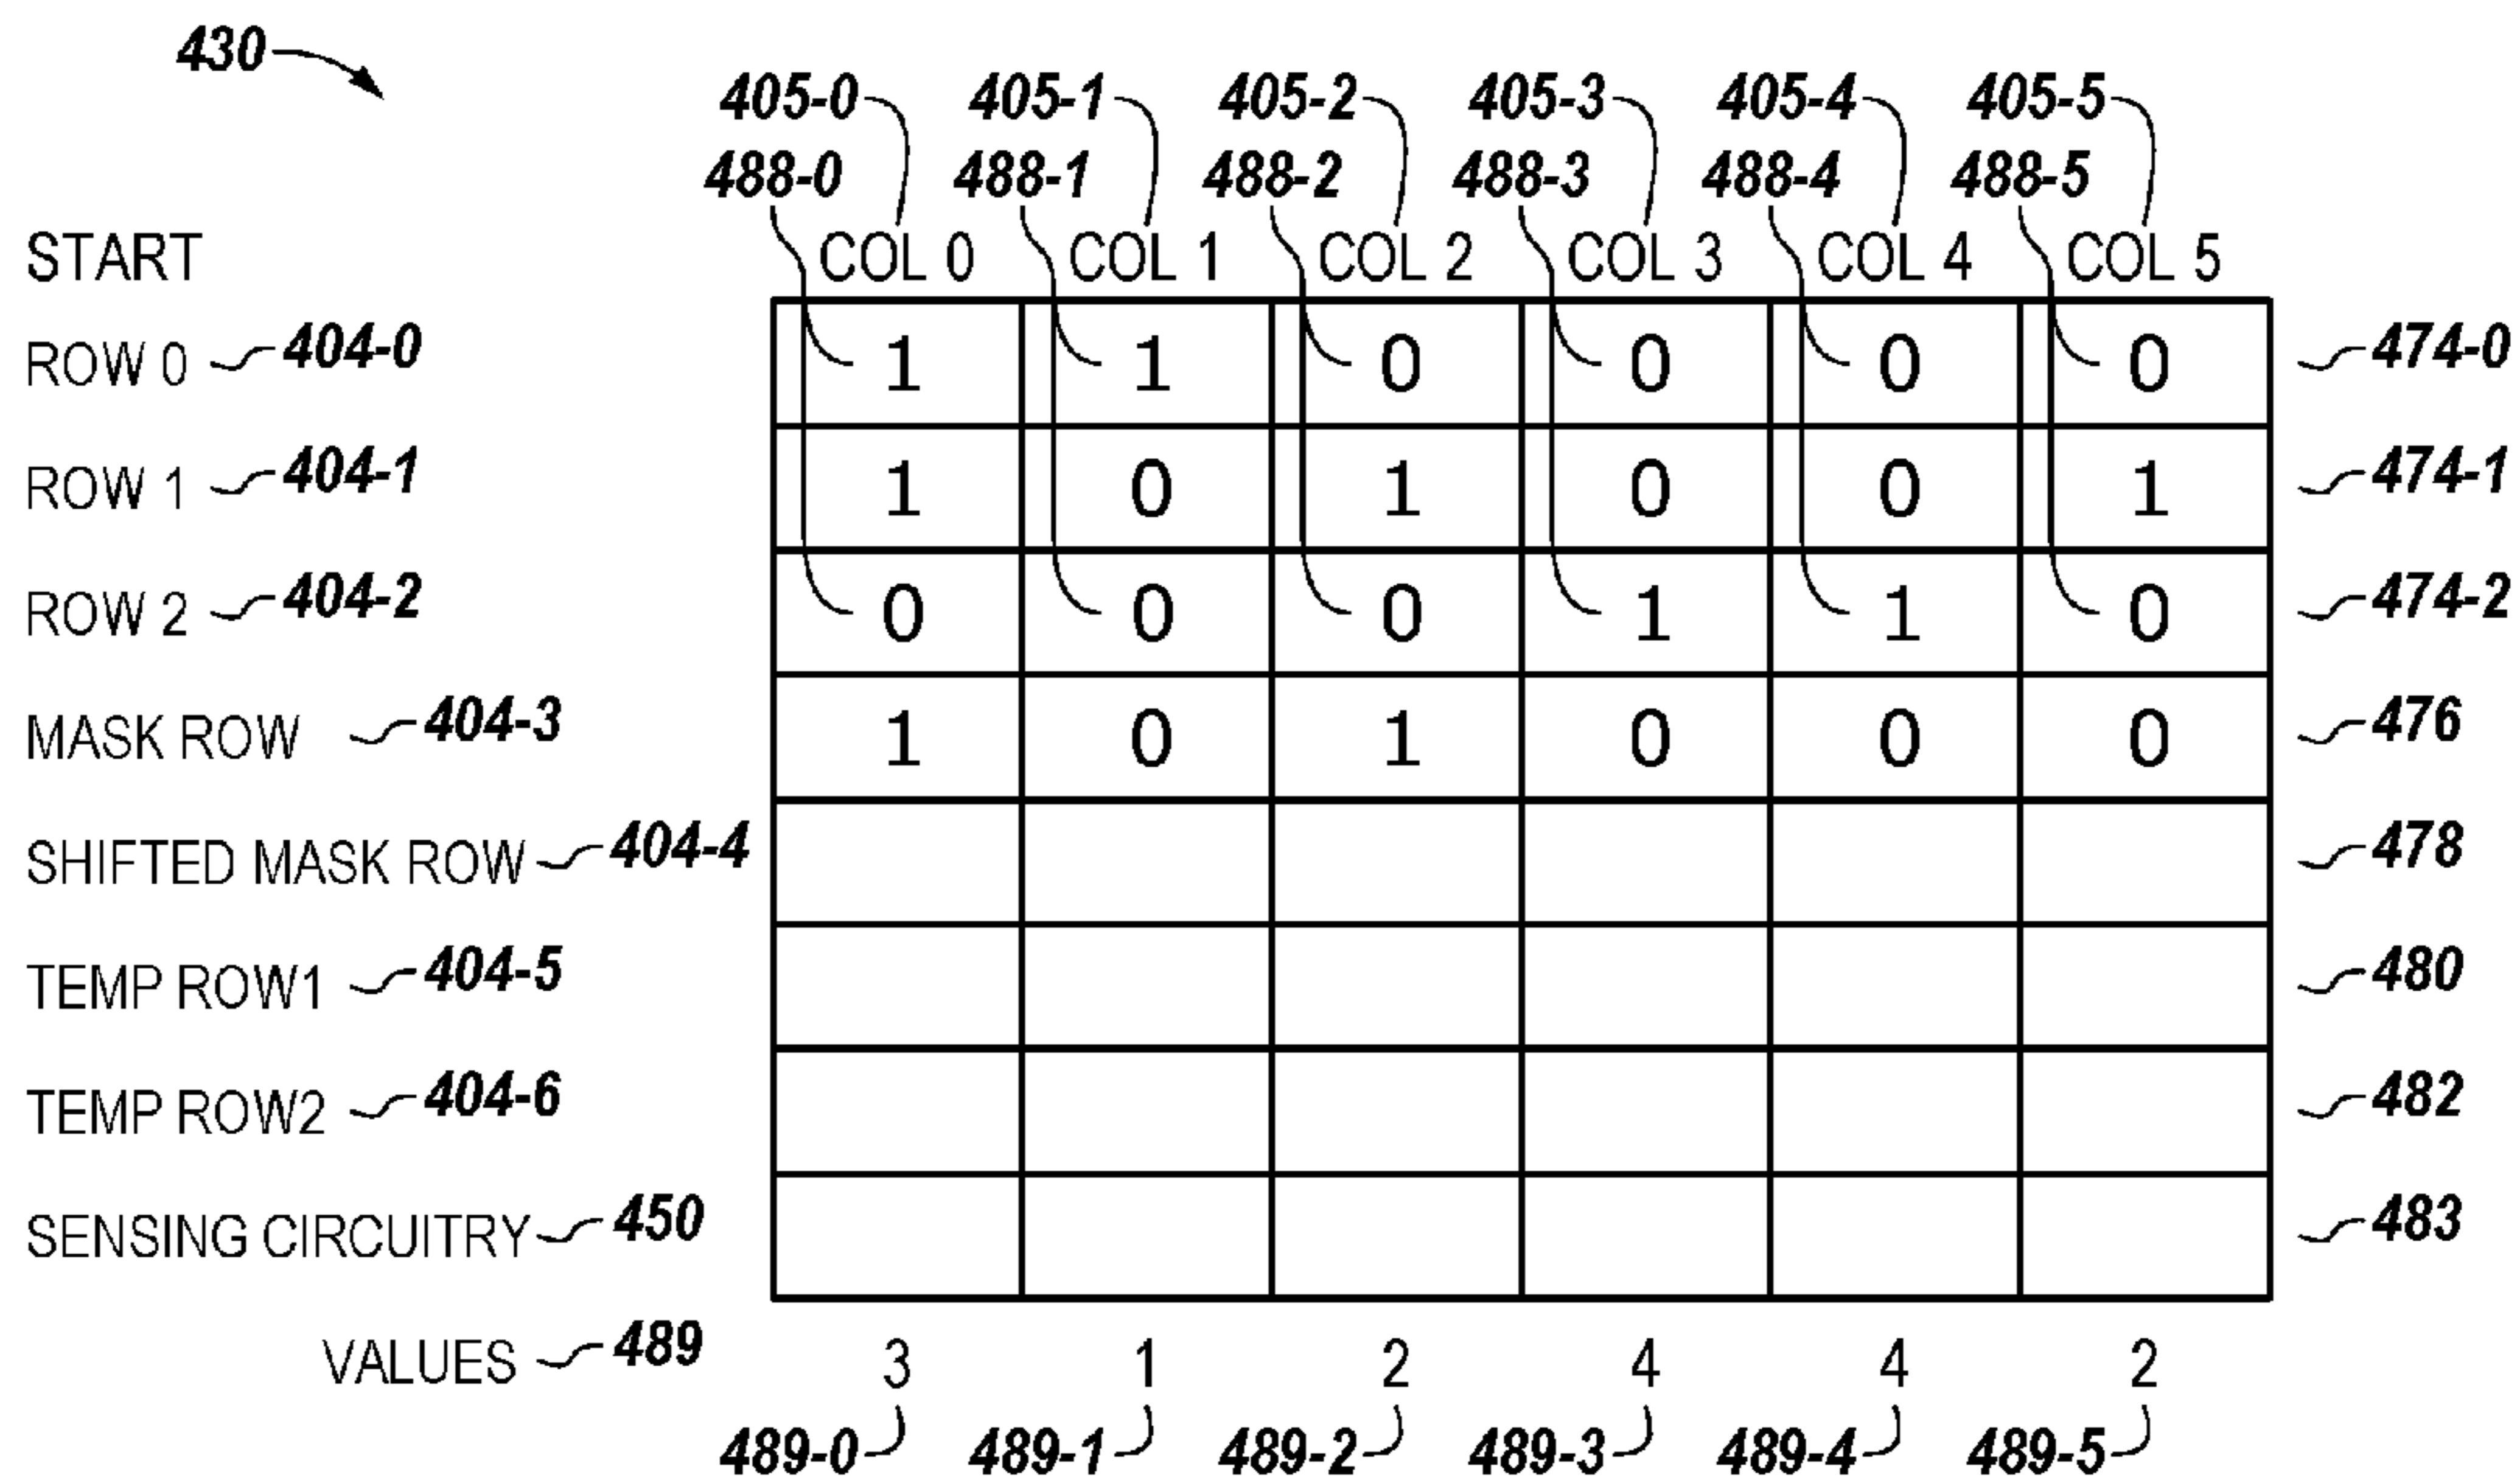 430
405-0 405-1 405-2 405-3 405-4 405-5
488-0 488-1 488-2 488-3 488-4 488-5
START COL 0 COL 1 COL 2 COL 3 COL 4 COL 5
ROW 0 404-0 1 1 0 0 0 0 474-0
ROW 1 404-1 1 0 1 0 0 1 474-1
ROW 2 404-2 0 0 0 1 1 0 474-2
MASK ROW 404-3 1 0 1 0 0 0 476
SHIFTED MASK ROW 404-4 478
TEMP ROW1 404-5 480
TEMP ROW2 404-6 482
SENSING CIRCUITRY 450 483
VALUES 489 3 1 2 4 4 2
489-0 489-1 489-2 489-3 489-4 489-5